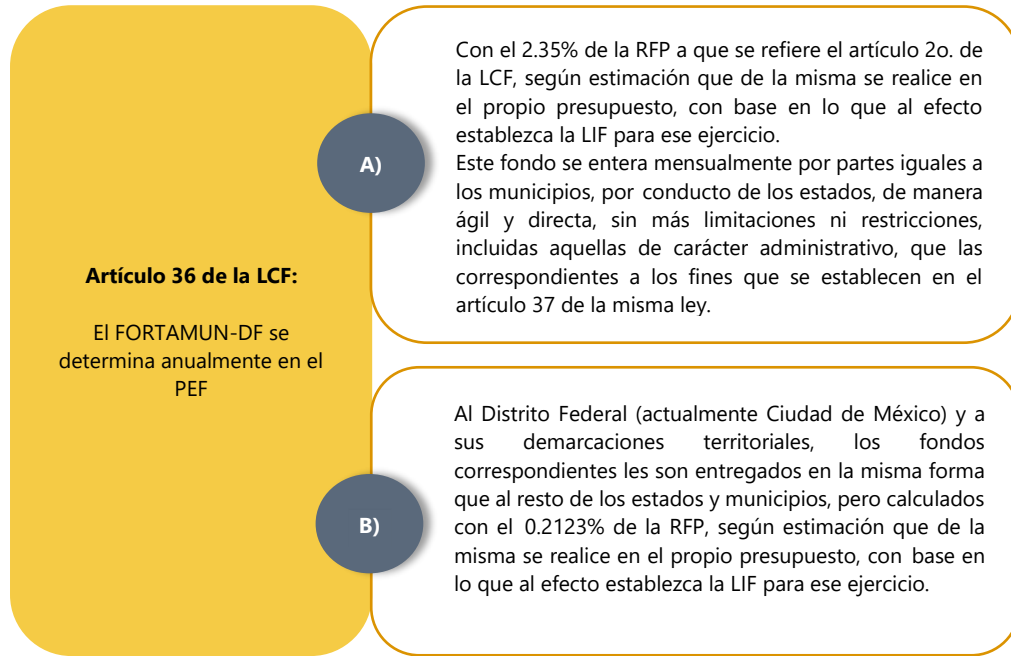 Artículo 36 de la LCF:
El FORTAMUN-DF se
determina anualmente en el
PEF
A)
Con el 2.35% de la RFP a que se refiere el artículo 2o. de
la LCF, según estimación que de la misma se realice en
el propio presupuesto, con base en lo que al efecto
establezca la LIF para ese ejercicio.
Este fondo se entera mensualmente por partes iguales a
los municipios, por conducto de los estados, de manera
ágil y directa, sin más limitaciones ni restricciones,
incluidas aquellas de carácter administrativo, que las
correspondientes a los fines que se establecen en el
artículo 37 de la misma ley.
B)
Al Distrito Federal (actualmente Ciudad de México) y a
sus demarcaciones territoriales, los fondos
correspondientes les son entregados en la misma forma
que al resto de los estados y municipios, pero calculados
con el 0.2123% de la RFP, según estimación que de la
misma se realice en el propio presupuesto, con base en
lo que al efecto establezca la LIF para ese ejercicio.